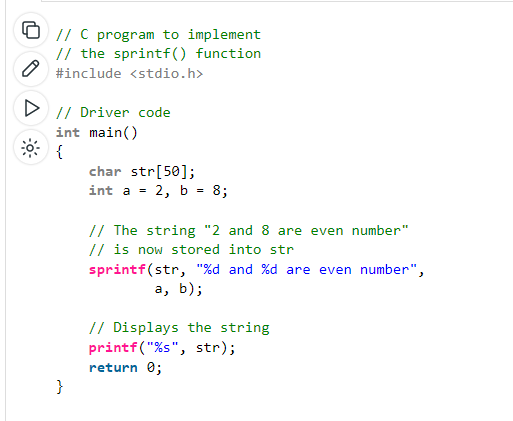 // C program to implement
// the sprintf() function
#include <stdio.h>
// Driver code
int main()
{
    char str[50];
    int a = 2, b = 8;
    // The string "2 and 8 are even number"
    // is now stored into str
    sprintf(str, "%d and %d are even number",
            a, b);
    // Displays the string
    printf("%s", str);
    return 0;
}